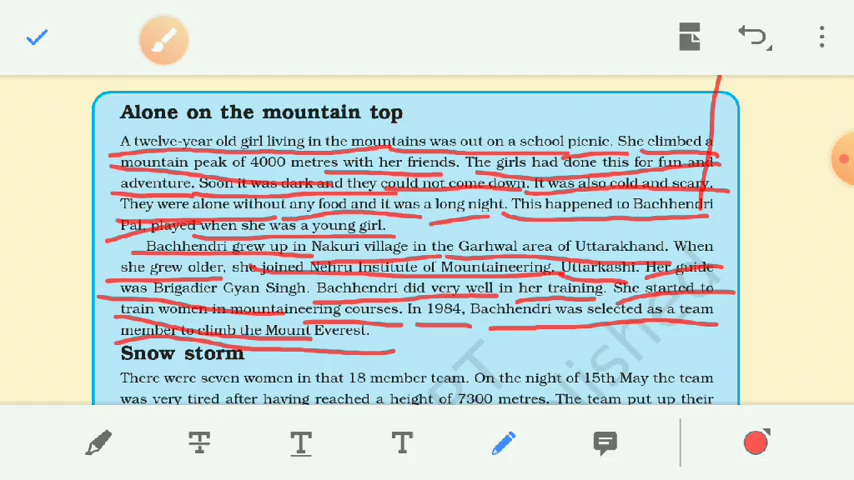 Alone on the mountain top
A twelve-year old girl living in the mountains was out on a school picnic. She climbed a
mountain peak of 4000 metres with her friends. The girls had done this for fun and
adventure. Soon it was dark and they could not come down. It was also cold and scary.
They were alone without any food and it was a long night. This happened to Bachhendri
Pal, played when she was a young girl.
Bachhendri grew up in Nakuri village in the Garhwal area of Uttarakhand. When
she grew older, she joined Nehru Institute of Mountaineering, Uttarkashi. Her guide
was Brigadier Gyan Singh. Bachhendri did very well in her training. She started to
train women in mountaineering courses. In 1984, Bachhendri was selected as a team
member to climb the Mount Everest.
Snow storm
There were seven women in that 18 member team. On the night of 15th May the team
was very tired after having reached a height of 7300 metres. The team put up their
T
T
T